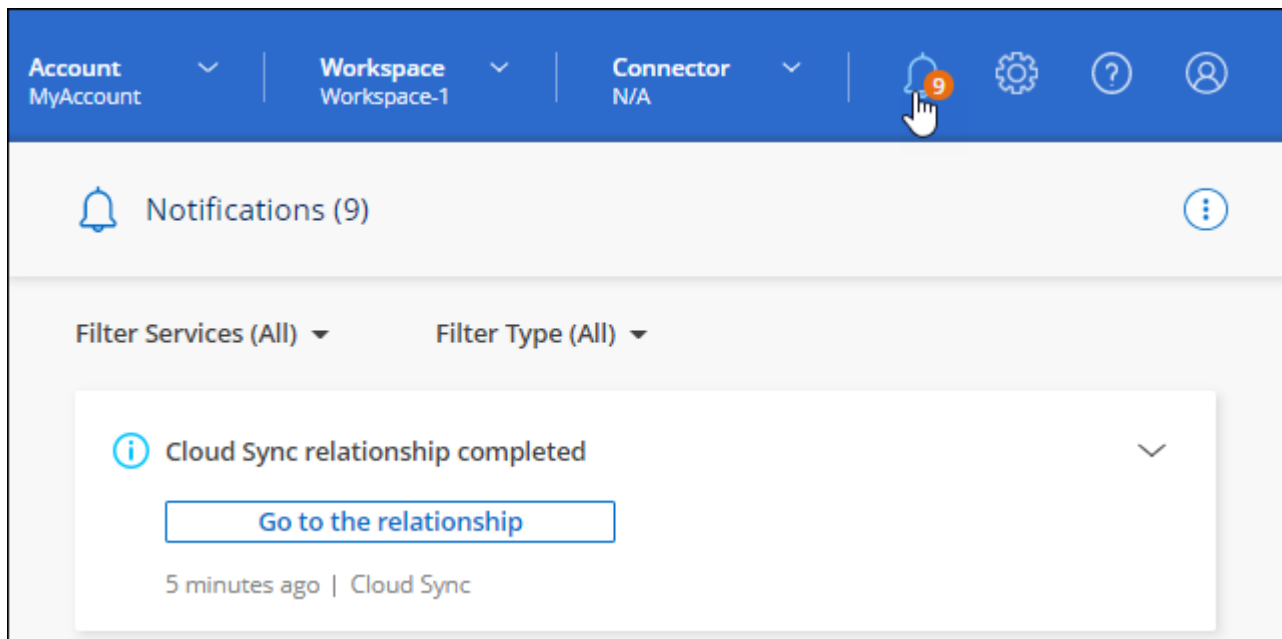 Account
MyAccount
Workspace
Workspace-1
Connector
N/A
9
Notifications (9)
Filter Services (All)
Filter Type (All)
Cloud Sync relationship completed
Go to the relationship
5 minutes ago | Cloud Sync